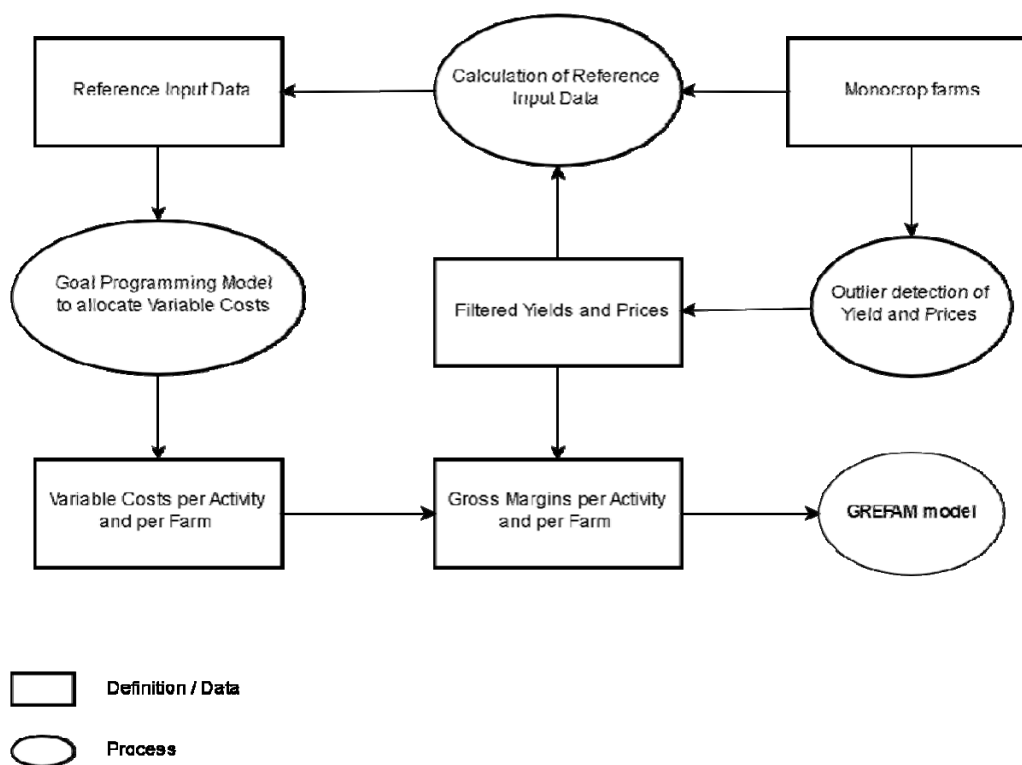 Reference Input Data
Calculation of Reference
Input Data
Monocrop farms
Goal Programming Model
to allocate Variable Costs
Filtered Yields and Prices
Outlier detection of
Yield and Prices
Variable Costs per Activity
and per Farm
Gross Margins per Activity
and per Farm
GREFAM model
Definition / Data
Process